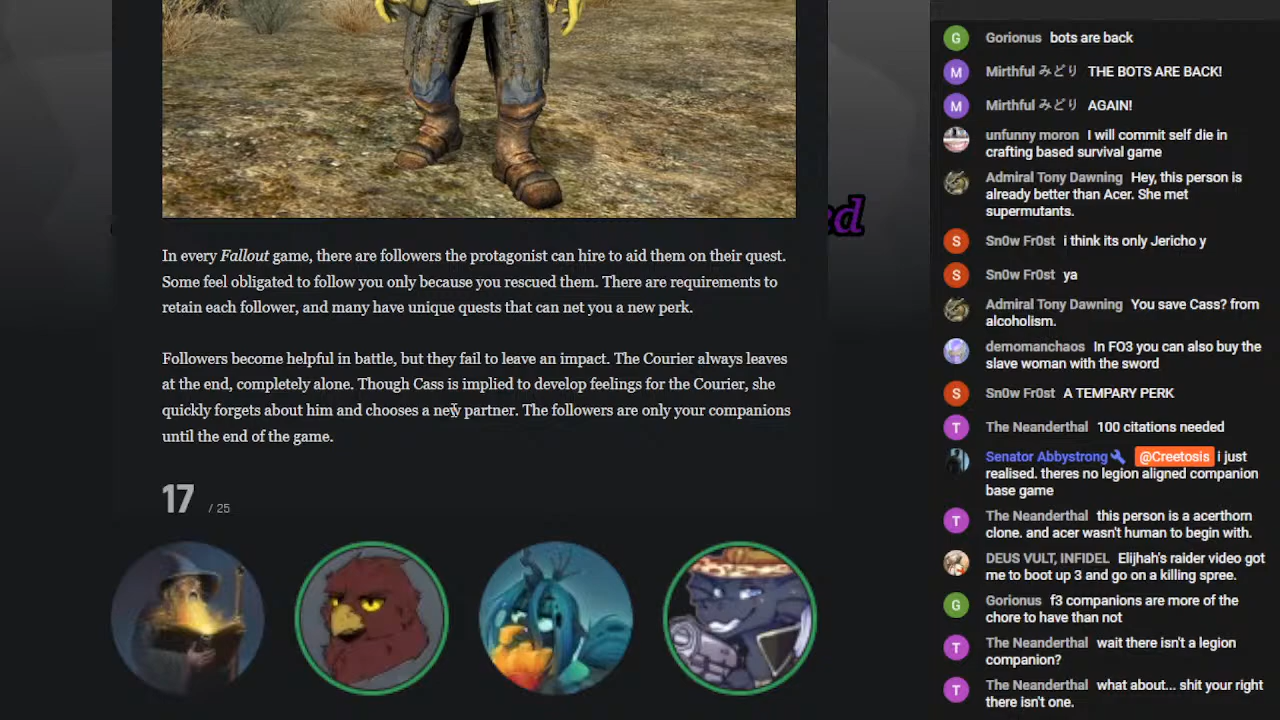 ed
In every Fallout game, there are followers the protagonist can hire to aid them on their quest.
Some feel obligated to follow you only because you rescued them. There are requirements to
retain each follower, and many have unique quests that can net you a new perk.
Followers become helpful in battle, but they fail to leave an impact. The Courier always leaves
at the end, completely alone. Though Cass is implied to develop feelings for the Courier, she
quickly forgets about him and chooses a new partner. The followers are only your companions
until the end of the game.
17 / 25
Gorionus bots are back
Mirthful みどり THE BOTS ARE BACK!
Mirthful みどり AGAIN!
unfunny moron I will commit self die in
crafting based survival game
Admiral Tony Dawning Hey, this person is
already better than Acer. She met
supermutants.
Sn0w Fr0st i think its only Jericho y
Sn0w Fr0st ya
Admiral Tony Dawning You save Cass? from
alcoholism.
demomanchaos In FO3 you can also buy the
slave woman with the sword
Sn0w Fr0st A TEMPARY PERK
The Neanderthal 100 citations needed
Senator Abbystrong @Creetosis i just
realised. theres no legion aligned companion
base game
The Neanderthal this person is a acerthorn
clone. and acer wasn't human to begin with.
DEUS VULT, INFIDEL Elijhah's raider video got
me to boot up 3 and go on a killing spree.
Gorionus f3 companions are more of the
chore to have than not
The Neanderthal wait there isn't a legion
companion?
The Neanderthal what about... shit your right
there isn't one.
G
M
M
S
S
S
T
T
G
T
T